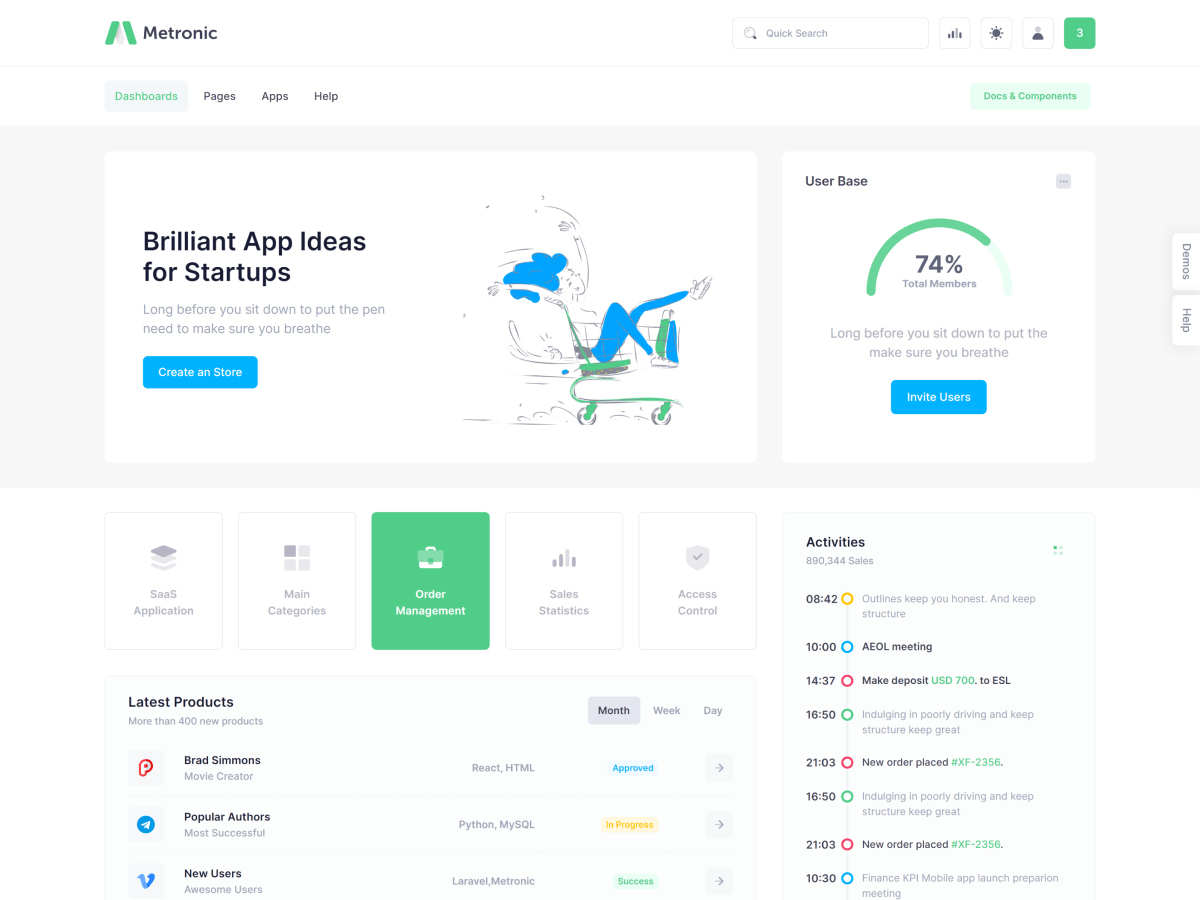 Metronic
Quick Search
3
Dashboards
Pages
Apps
Help
Docs & Components
Brilliant App Ideas
for Startups
Long before you sit down to put the pen
need to make sure you breathe
Create an Store
User Base
74%
Total Members
Long before you sit down to put the
make sure you breathe
Invite Users
Demos
Help
SaaS
Application
Main
Categories
Order
Management
Sales
Statistics
Access
Control
Latest Products
More than 400 new products
Month
Week
Day
Brad Simmons
Movie Creator
React, HTML
Approved
Popular Authors
Most Successful
Python, MySQL
In Progress
New Users
Awesome Users
Laravel,Metronic
Success
Activities
890,344 Sales
08:42
Outlines keep you honest. And keep
structure
10:00
AEOL meeting
14:37
Make deposit USD 700. to ESL
16:50
Indulging in poorly driving and keep
structure keep great
21:03
New order placed #XF-2356.
16:50
Indulging in poorly driving and keep
structure keep great
21:03
New order placed #XF-2356.
10:30
Finance KPI Mobile app launch preparion
meeting